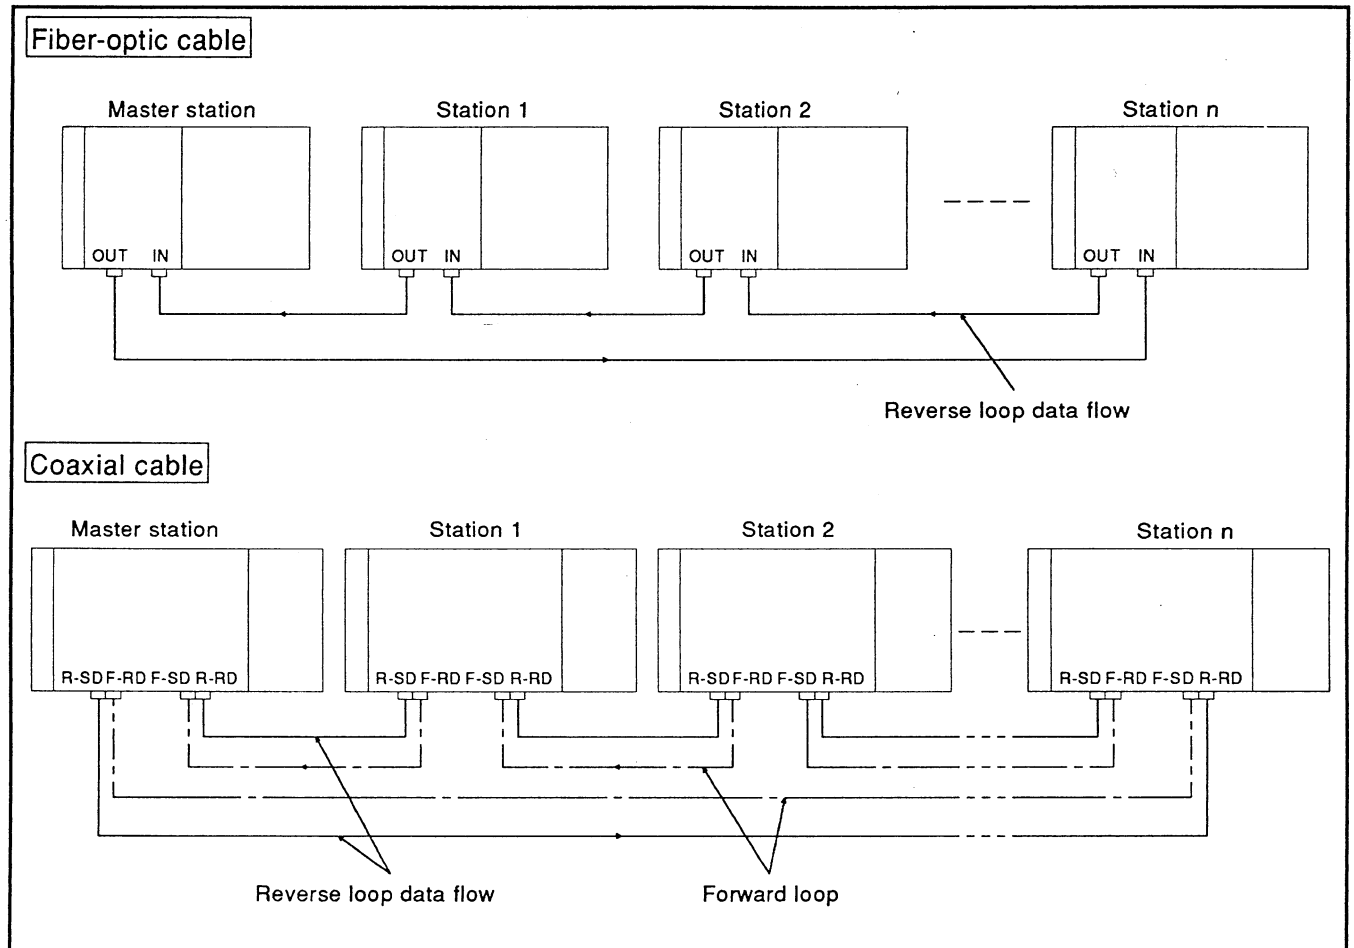 Fiber-optic cable
Master station
Station 1
Station 2
Station n
OUT IN
OUT IN
OUT IN
OUT IN
Reverse loop data flow
Coaxial cable
Master station
Station 1
Station 2
Station n
R-SD F-RD F-SD R-RD
R-SD F-RD F-SD R-RD
R-SD F-RD F-SD R-RD
R-SD F-RD F-SD R-RD
Reverse loop data flow
Forward loop